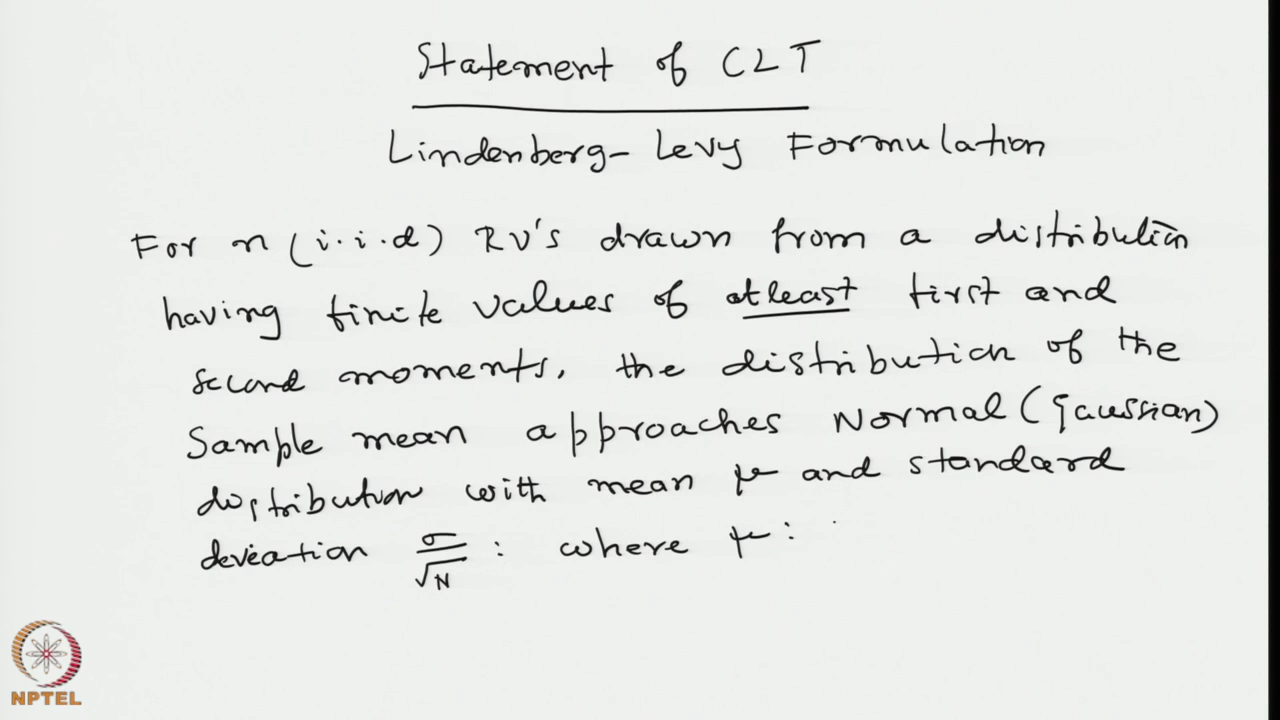 Statement of CLT
Lindenberg-Levy Formulation
For n (i.i.d) RV's drawn from a distribution
having finite values of atleast first and
second moments, the distribution of the
Sample mean approaches Normal (Gaussian)
distribution with mean μ and standard
deviation σ/√N : where μ:
NPTEL